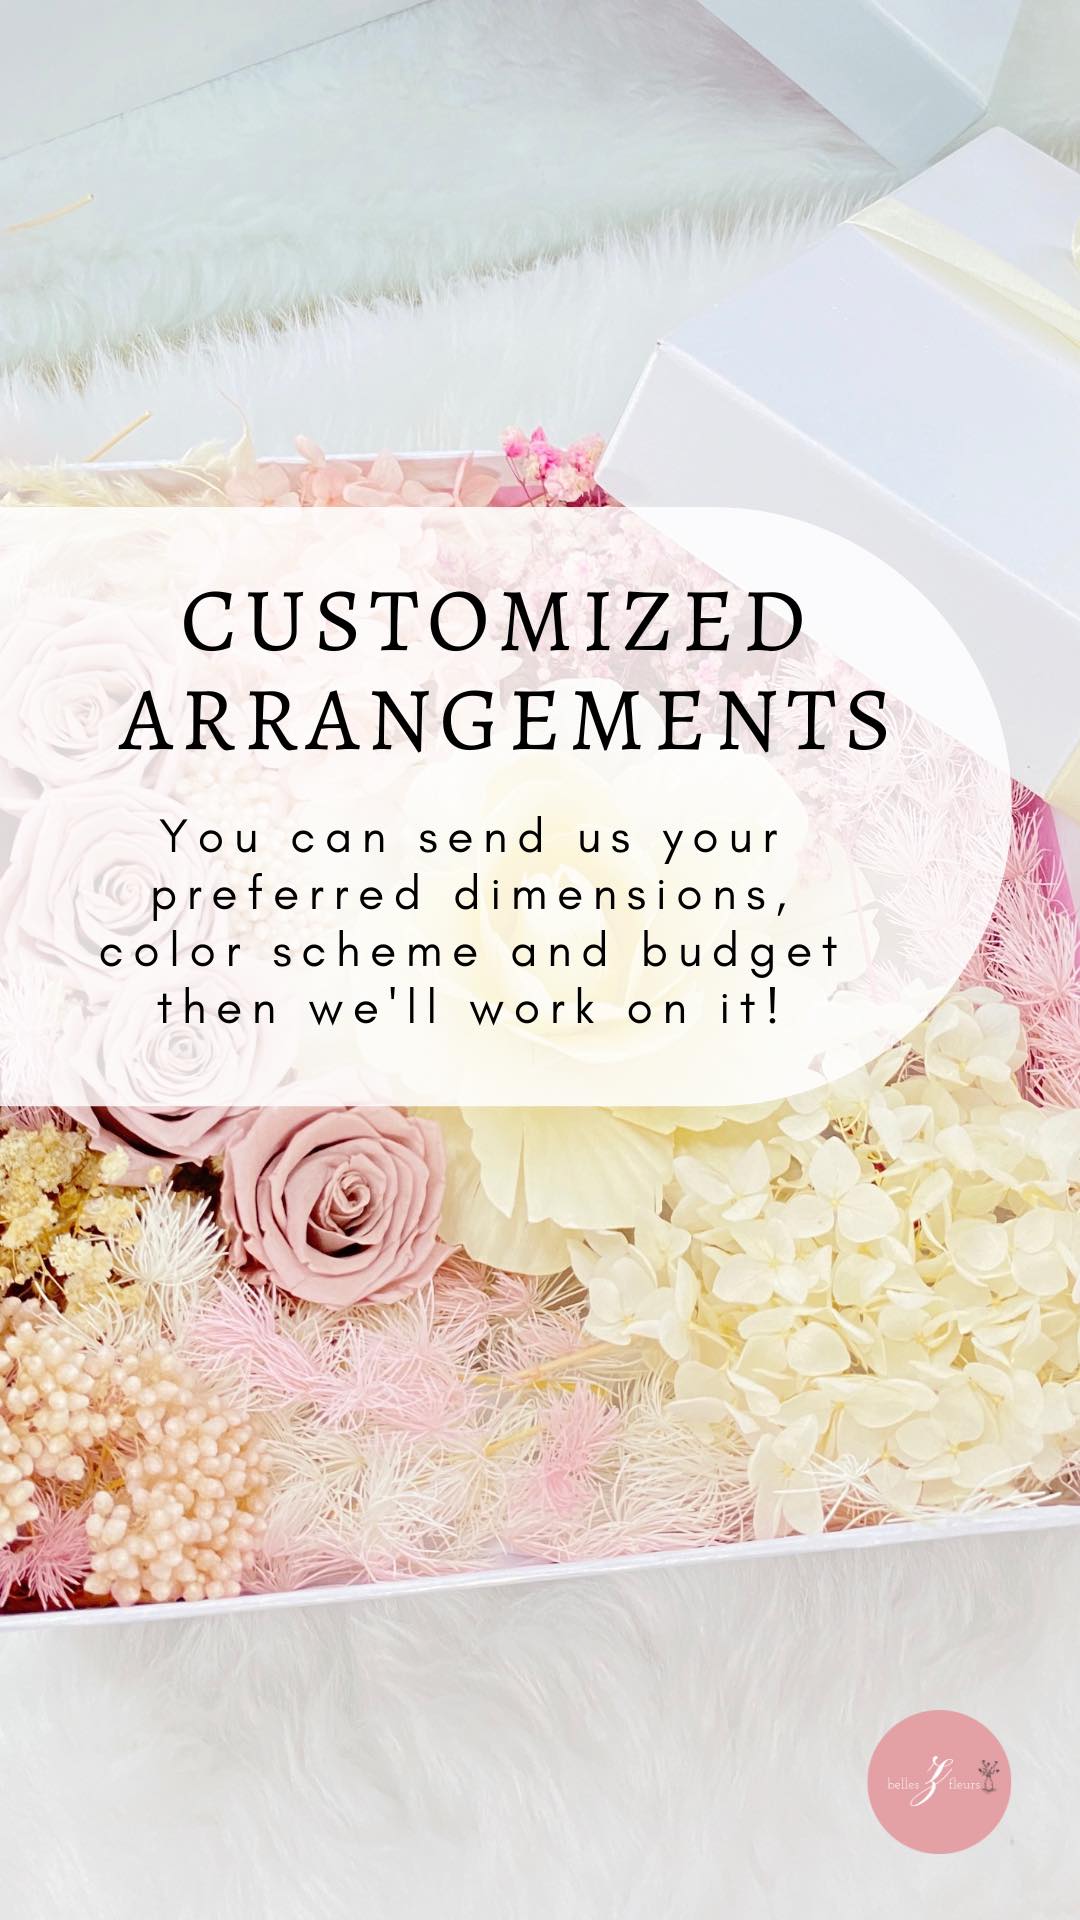 CUSTOMIZED
ARRANGEMENTS
You can send us your
preferred dimensions,
color scheme and budget
then we'll work on it!
belles Z fleurs